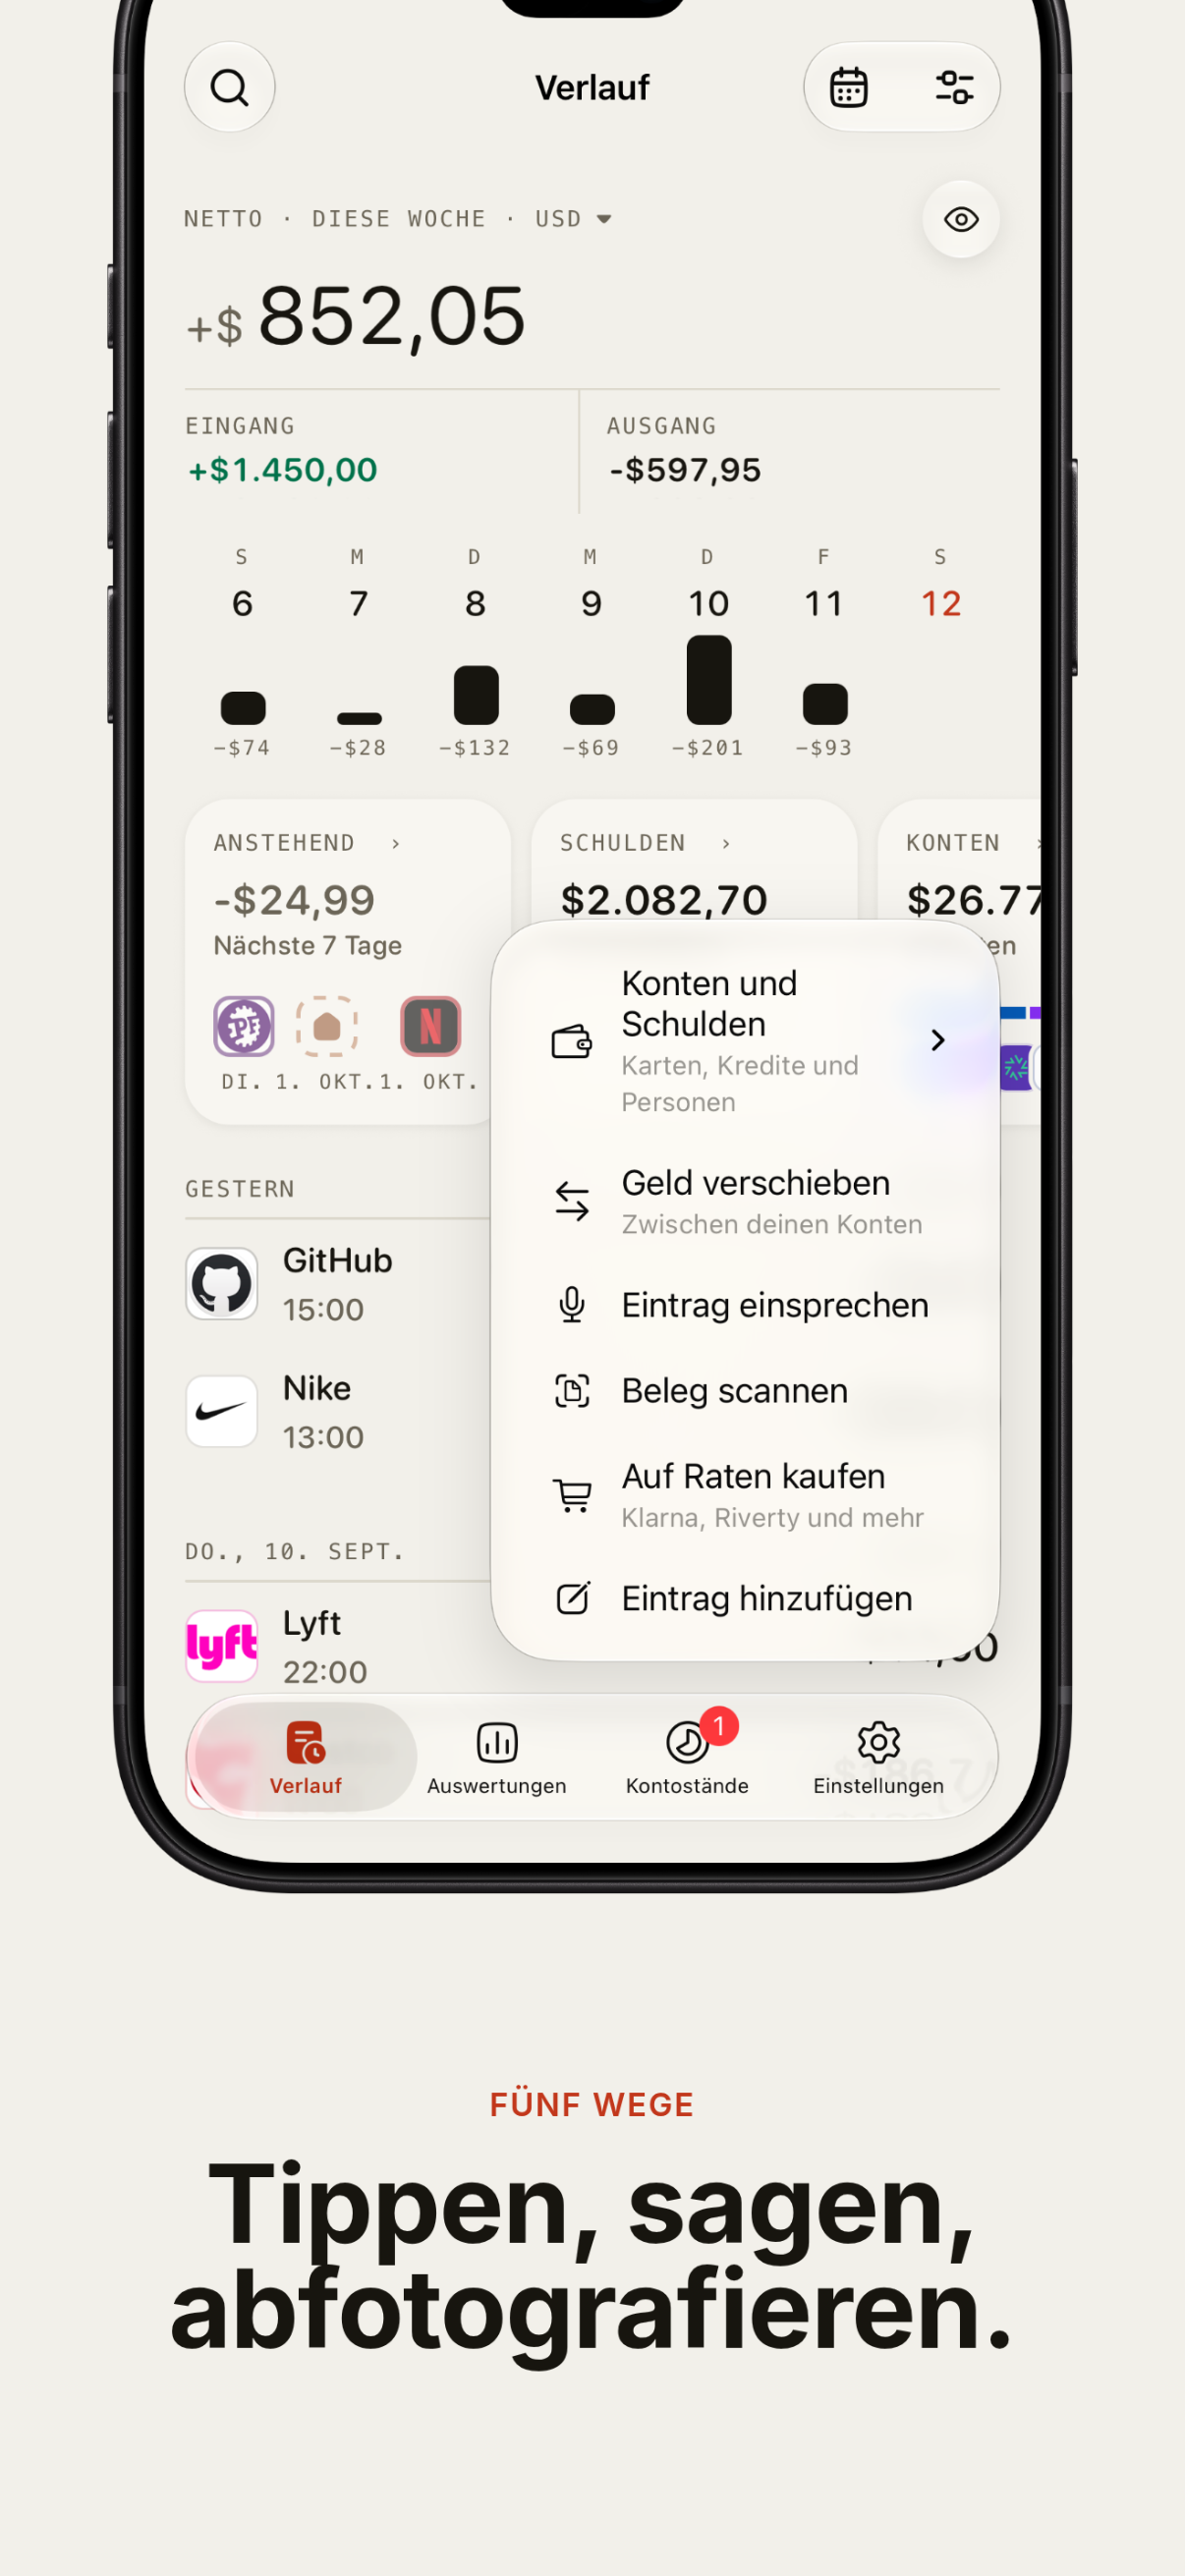 Verlauf
NETTO · DIESE WOCHE · USD
+$ 852,05
EINGANG
+$1.450,00
AUSGANG
-$597,95
S M D M D F S
6 7 8 9 10 11 12
-$74 -$28 -$132 -$69 -$201 -$93
ANSTEHEND ›
-$24,99
Nächste 7 Tage
PF
N
DI. 1. OKT. 1. OKT.
SCHULDEN ›
$2.082,70
KONTEN
$26.77
Konten und
Schulden
Karten, Kredite und
Personen
Geld verschieben
Zwischen deinen Konten
Eintrag einsprechen
Beleg scannen
Auf Raten kaufen
Klarna, Riverty und mehr
Eintrag hinzufügen
GESTERN
GitHub
15:00
Nike
13:00
DO., 10. SEPT.
lyft
Lyft
22:00
Verlauf
Auswertungen
1
Kontostände
Einstellungen
FÜNF WEGE
Tippen, sagen,
abfotografieren.